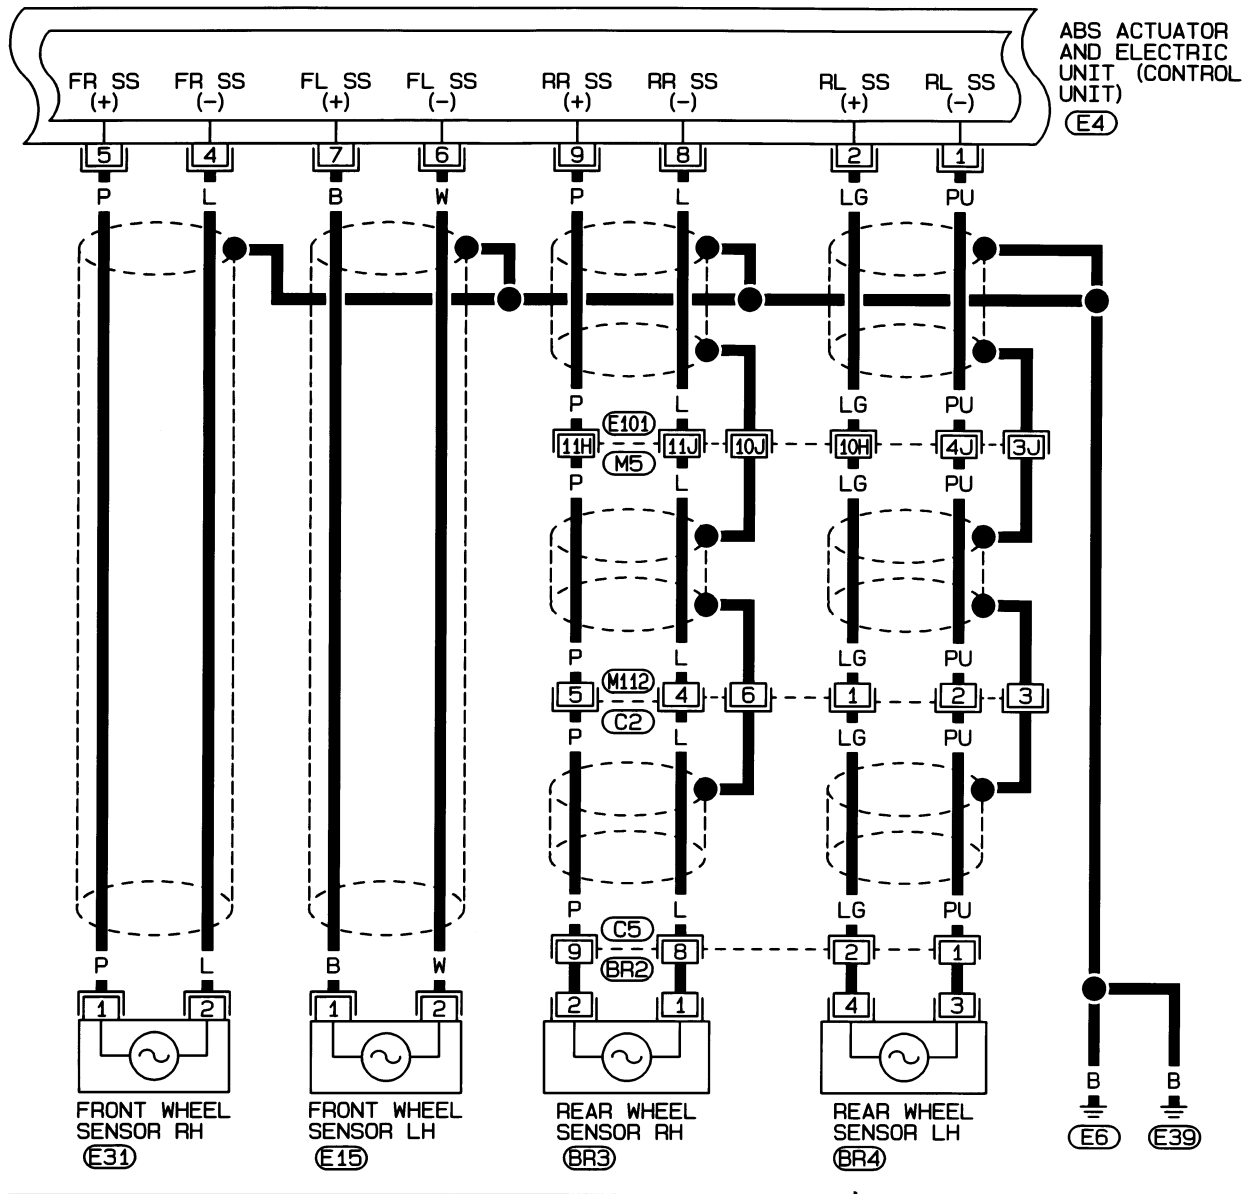 ABS ACTUATOR
AND ELECTRIC
UNIT (CONTROL
UNIT)
E4
FR SS FR SS FL SS FL SS RR SS RR SS RL SS RL SS
(+) (-) (+) (-) (+) (-) (+) (-)
5 4 7 6 9 8 2 1
P L B W P L LG PU
P L LG PU
E101
11H 11J 10J 10H 4J 3J
M5
P L LG PU
P L LG PU
M112
5 4 6 1 2 3
C2
P L LG PU
P L LG PU
C5
9 8 2 1
BR2
P L B W
1 2 1 2 2 1 4 3
B B
FRONT WHEEL
SENSOR RH
E31
FRONT WHEEL
SENSOR LH
E15
REAR WHEEL
SENSOR RH
BR3
REAR WHEEL
SENSOR LH
BR4
E6 E39